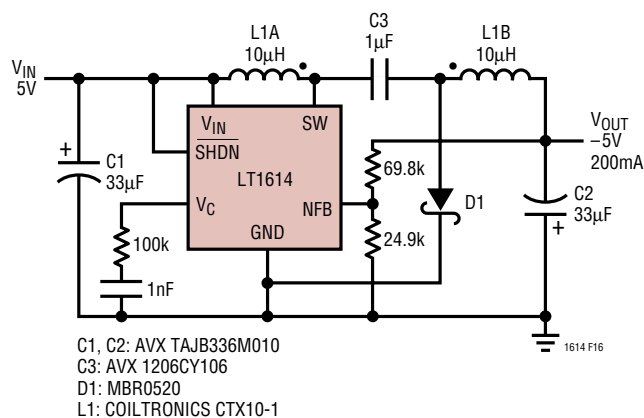 L1A
10µH
C3
1µF
L1B
10µH
VIN
5V
VIN
SW
SHDN
LT1614
VC
NFB
GND
+
C1
33µF
100k
1nF
69.8k
24.9k
D1
VOUT
–5V
200mA
C2
33µF
+
1614 F16
C1, C2: AVX TAJB336M010
C3: AVX 1206CY106
D1: MBR0520
L1: COILTRONICS CTX10-1